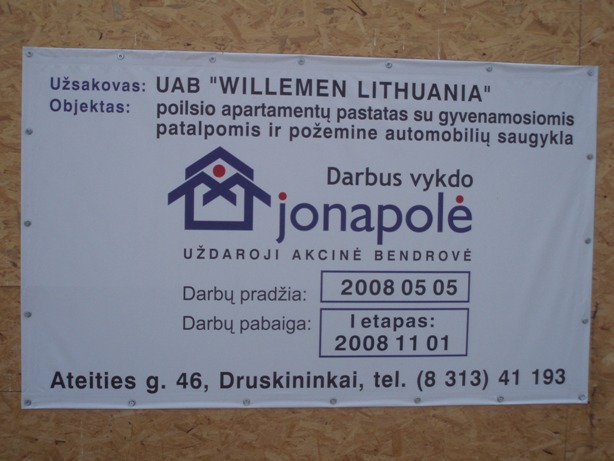 Užsakovas: UAB "WILLEMEN LITHUANIA"
Objektas: poilsio apartamentų pastatas su gyvenamosiomis
patalpomis ir požemine automobilių saugykla
Darbus vykdo
jonapolė
UŽDAROJI AKCINĖ BENDROVĖ
Darbų pradžia: 2008 05 05
Darbų pabaiga: I etapas:
2008 11 01
Ateities g. 46, Druskininkai, tel. (8 313) 41 193